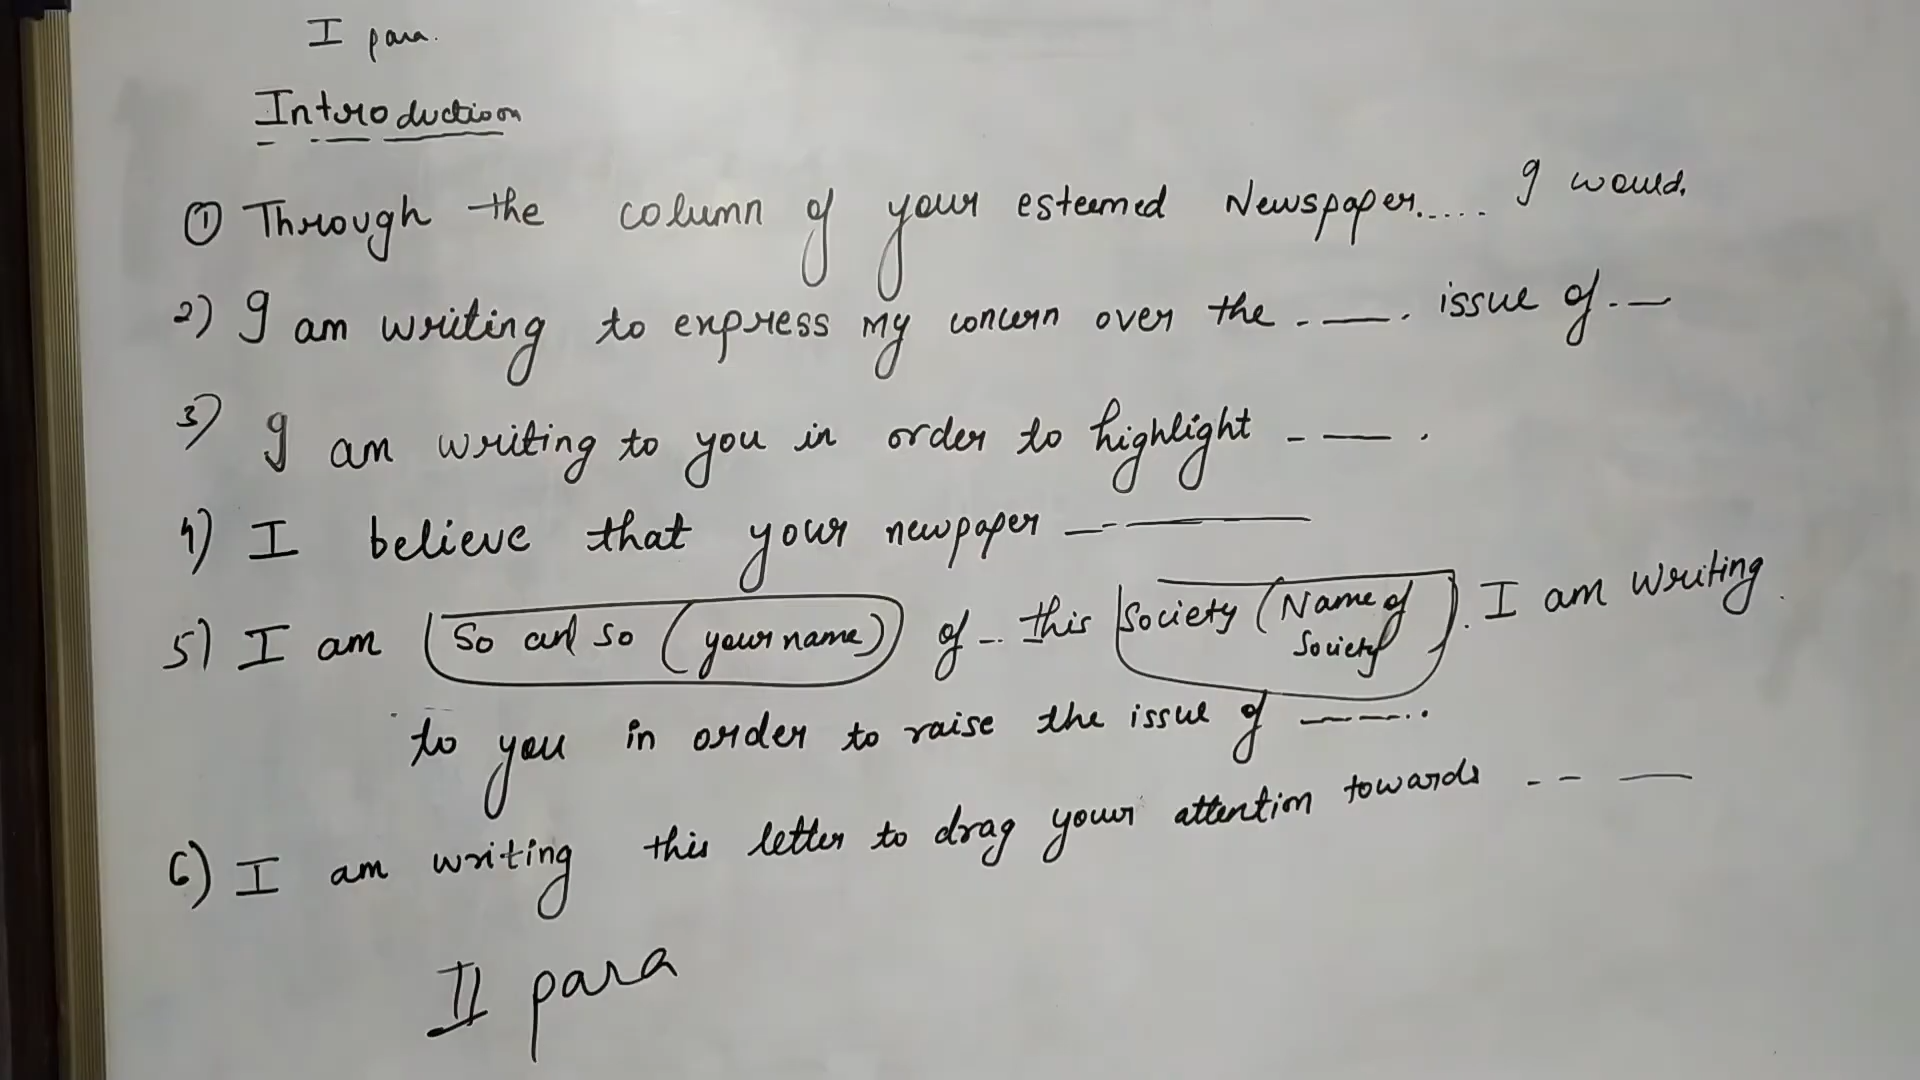 I para.
Introduction
① Through the column of your esteemed Newspaper..... I would.
2) I am writing to express my concern over the - ——. issue of. —
3) I am writing to you in order to highlight - —— .
4) I believe that your newpaper —-————
5) I am So and so (your name) of -- this Society (Name of Society). I am writing.
to you in order to raise the issue of -----..
6) I am writing this letter to drag your attention towards -- —
II para